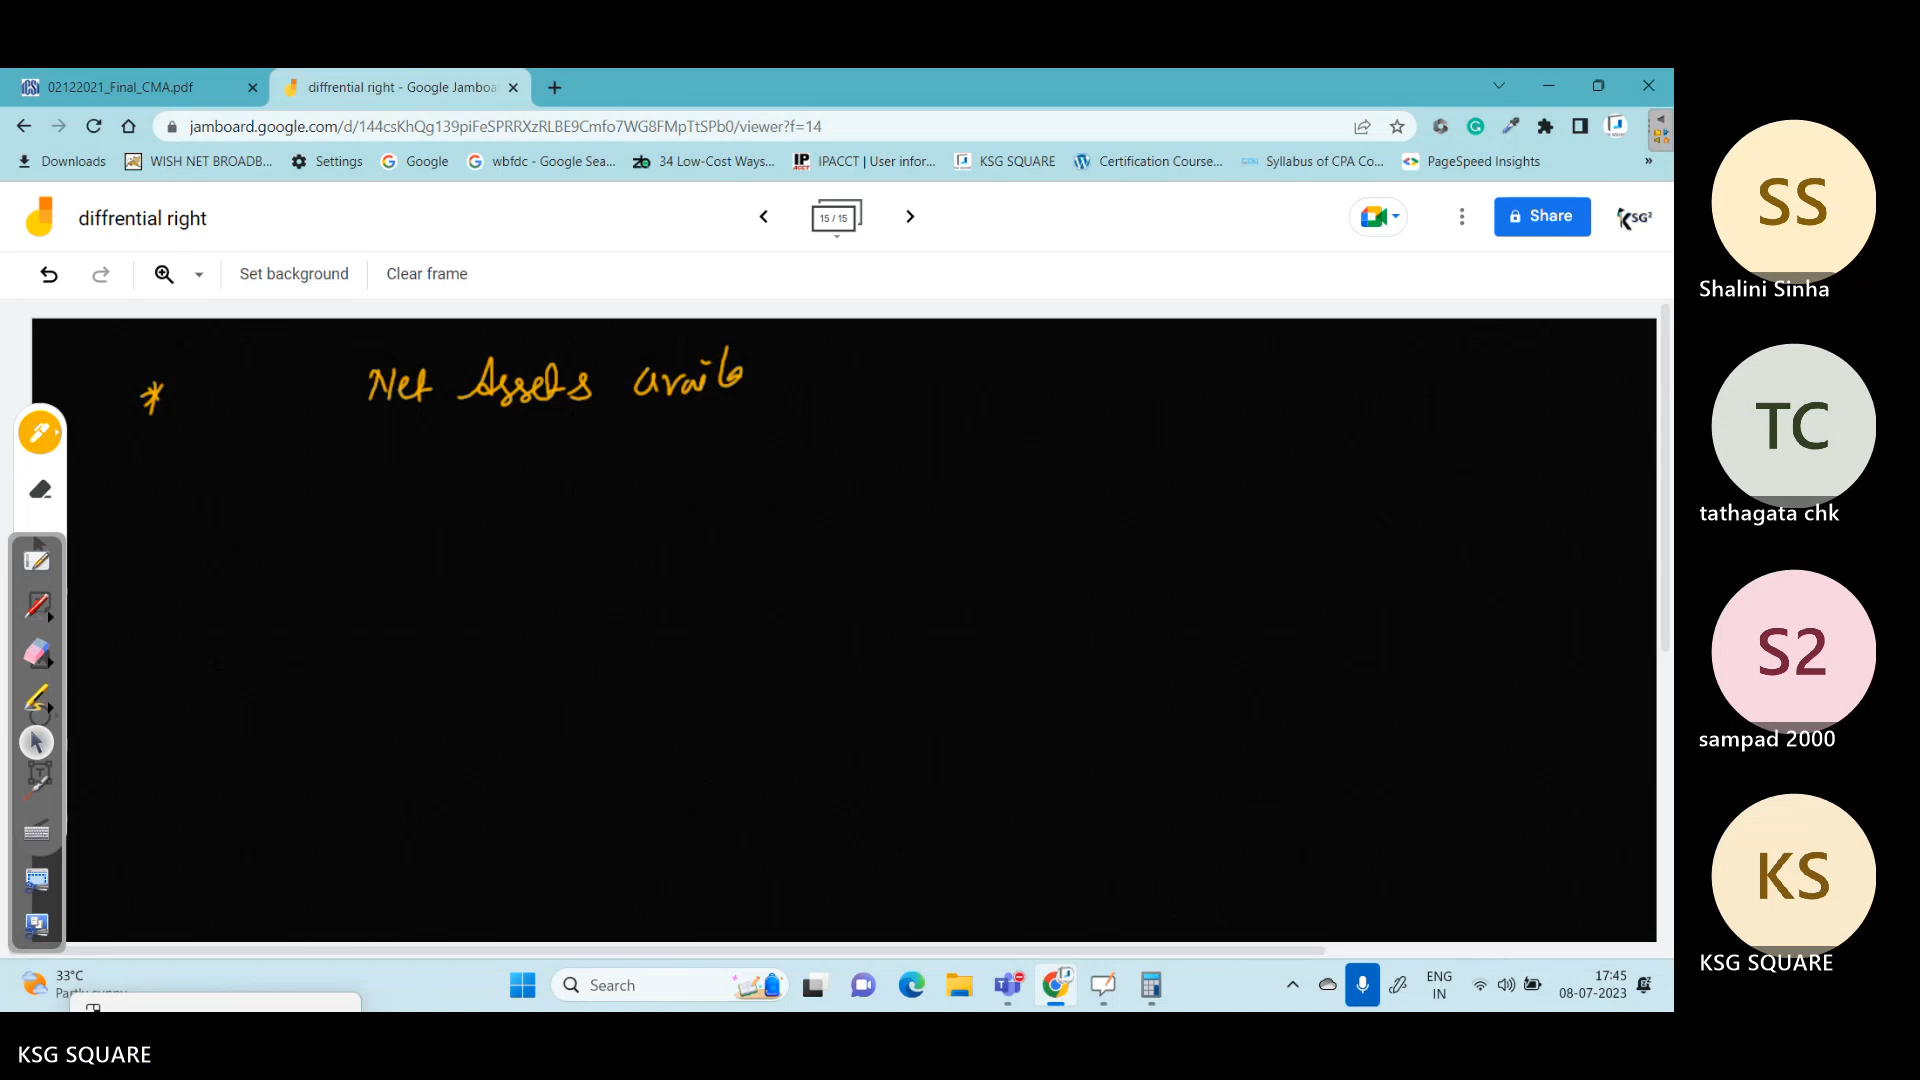 02122021_Final_CMA.pdf
diffrential right - Google Jamboa
jamboard.google.com/d/144csKhQg139piFeSPRRXzRLBE9Cmfo7WG8FMpTtSPb0/viewer?f=14
Downloads WISH NET BROADB... Settings Google wbfdc - Google Sea... 34 Low-Cost Ways... IPACCT | User infor... KSG SQUARE Certification Course... Syllabus of CPA Co... PageSpeed Insights »
diffrential right
15 / 15
Share
KSG²
Set background Clear frame
* Net Assets avail
SS
Shalini Sinha
TC
tathagata chk
S2
sampad 2000
KS
KSG SQUARE
33°C
Partly sunny
Search
ENG
IN
17:45
08-07-2023
KSG SQUARE